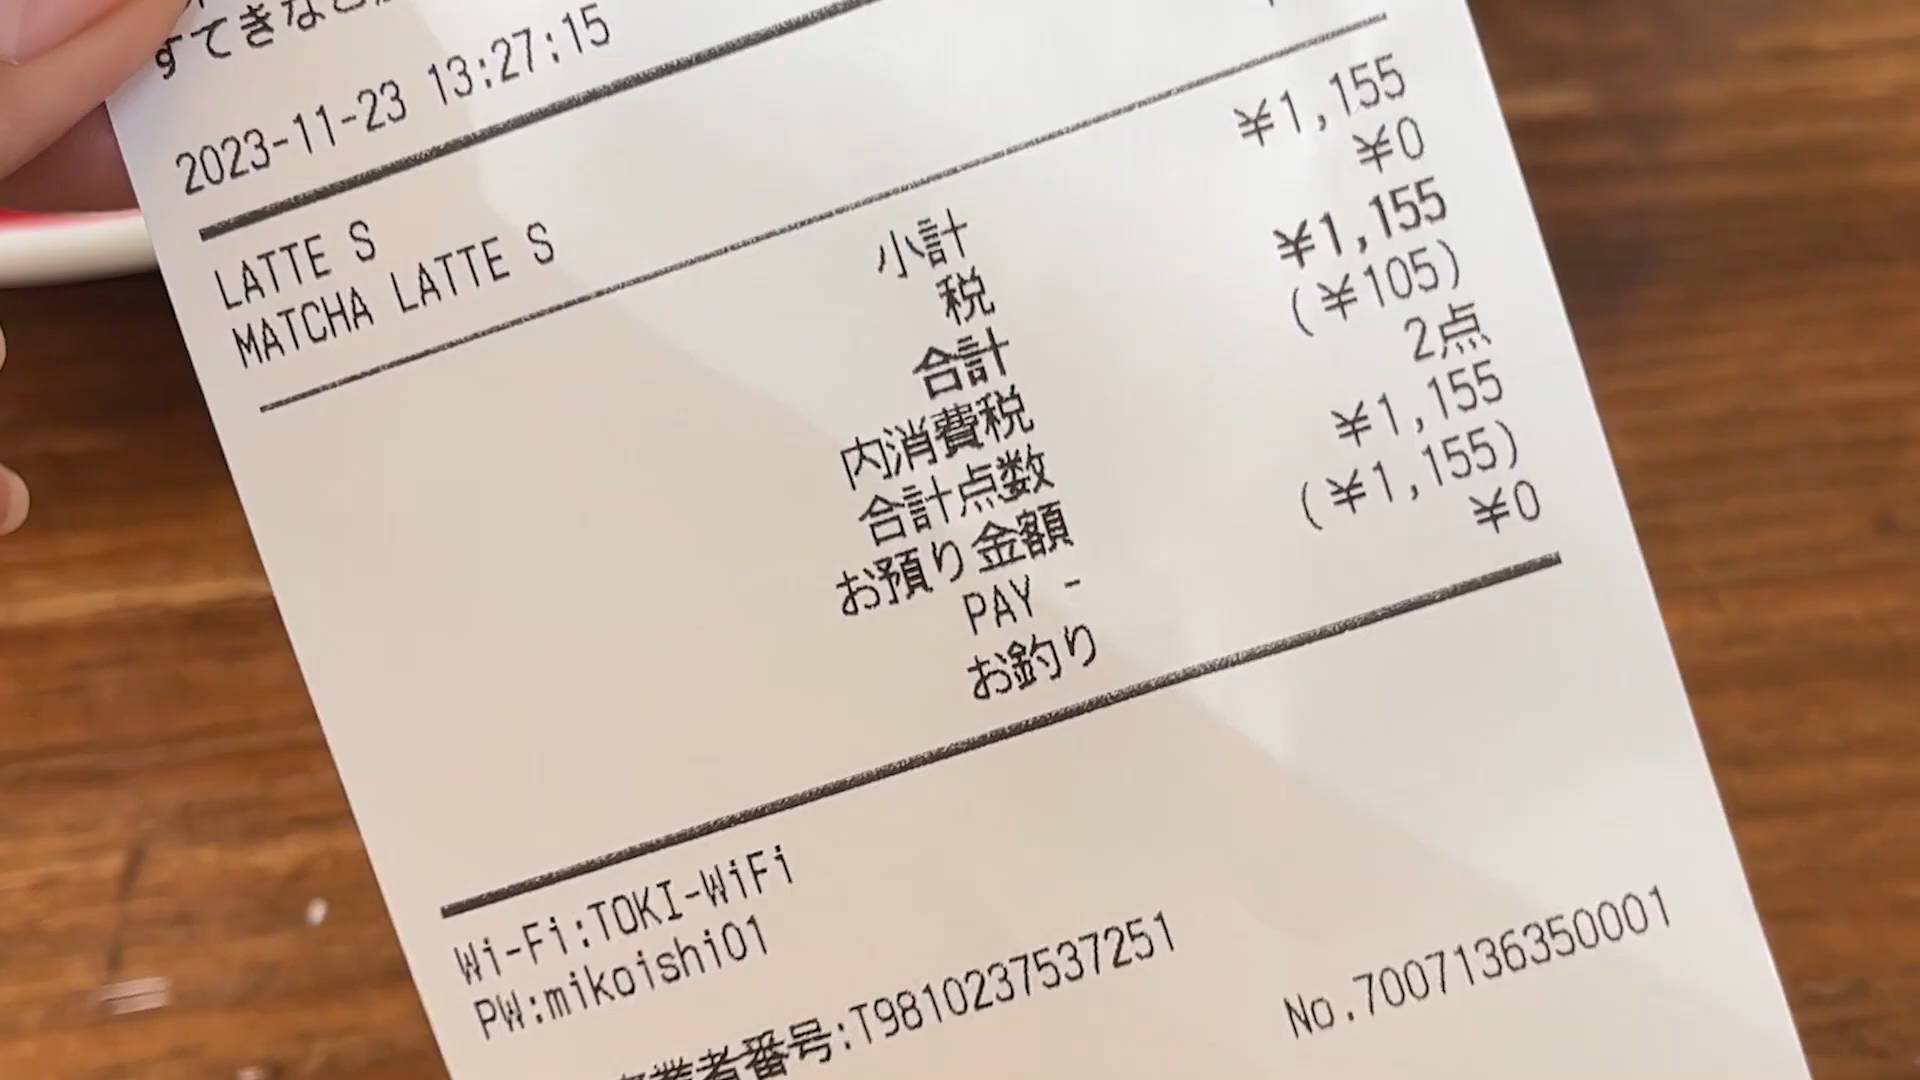 すてきなひ
2023-11-23 13:27:15
LATTE S
MATCHA LATTE S
小計 ¥1,155
税 ¥0
合計 ¥1,155
内消費税 (¥105)
合計点数 2点
お預り金額 ¥1,155
PAY - (¥1,155)
お釣り ¥0
Wi-Fi:TOKI-WiFi
PW:mikoishi01
業者番号:T9810237537251
No.7007136350001